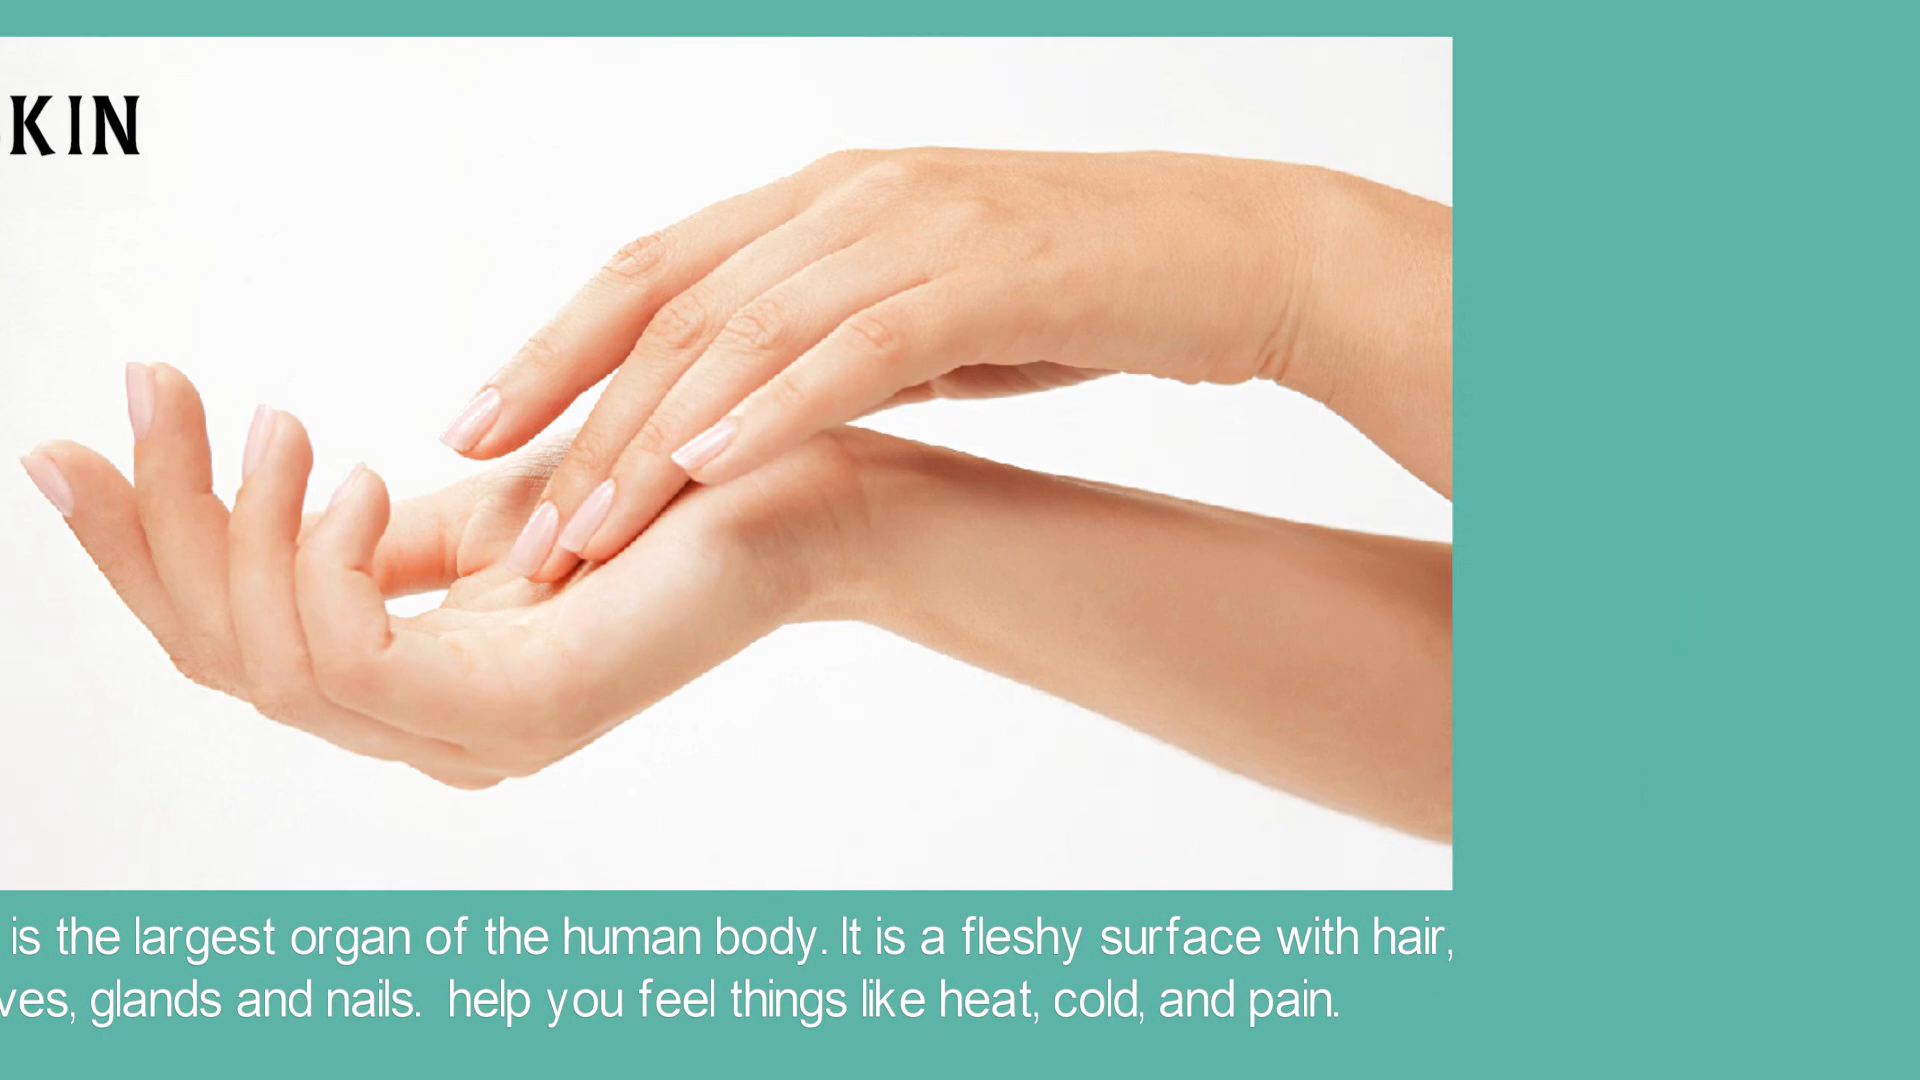 KIN
is the largest organ of the human body. It is a fleshy surface with hair,
ves, glands and nails.  help you feel things like heat, cold, and pain.